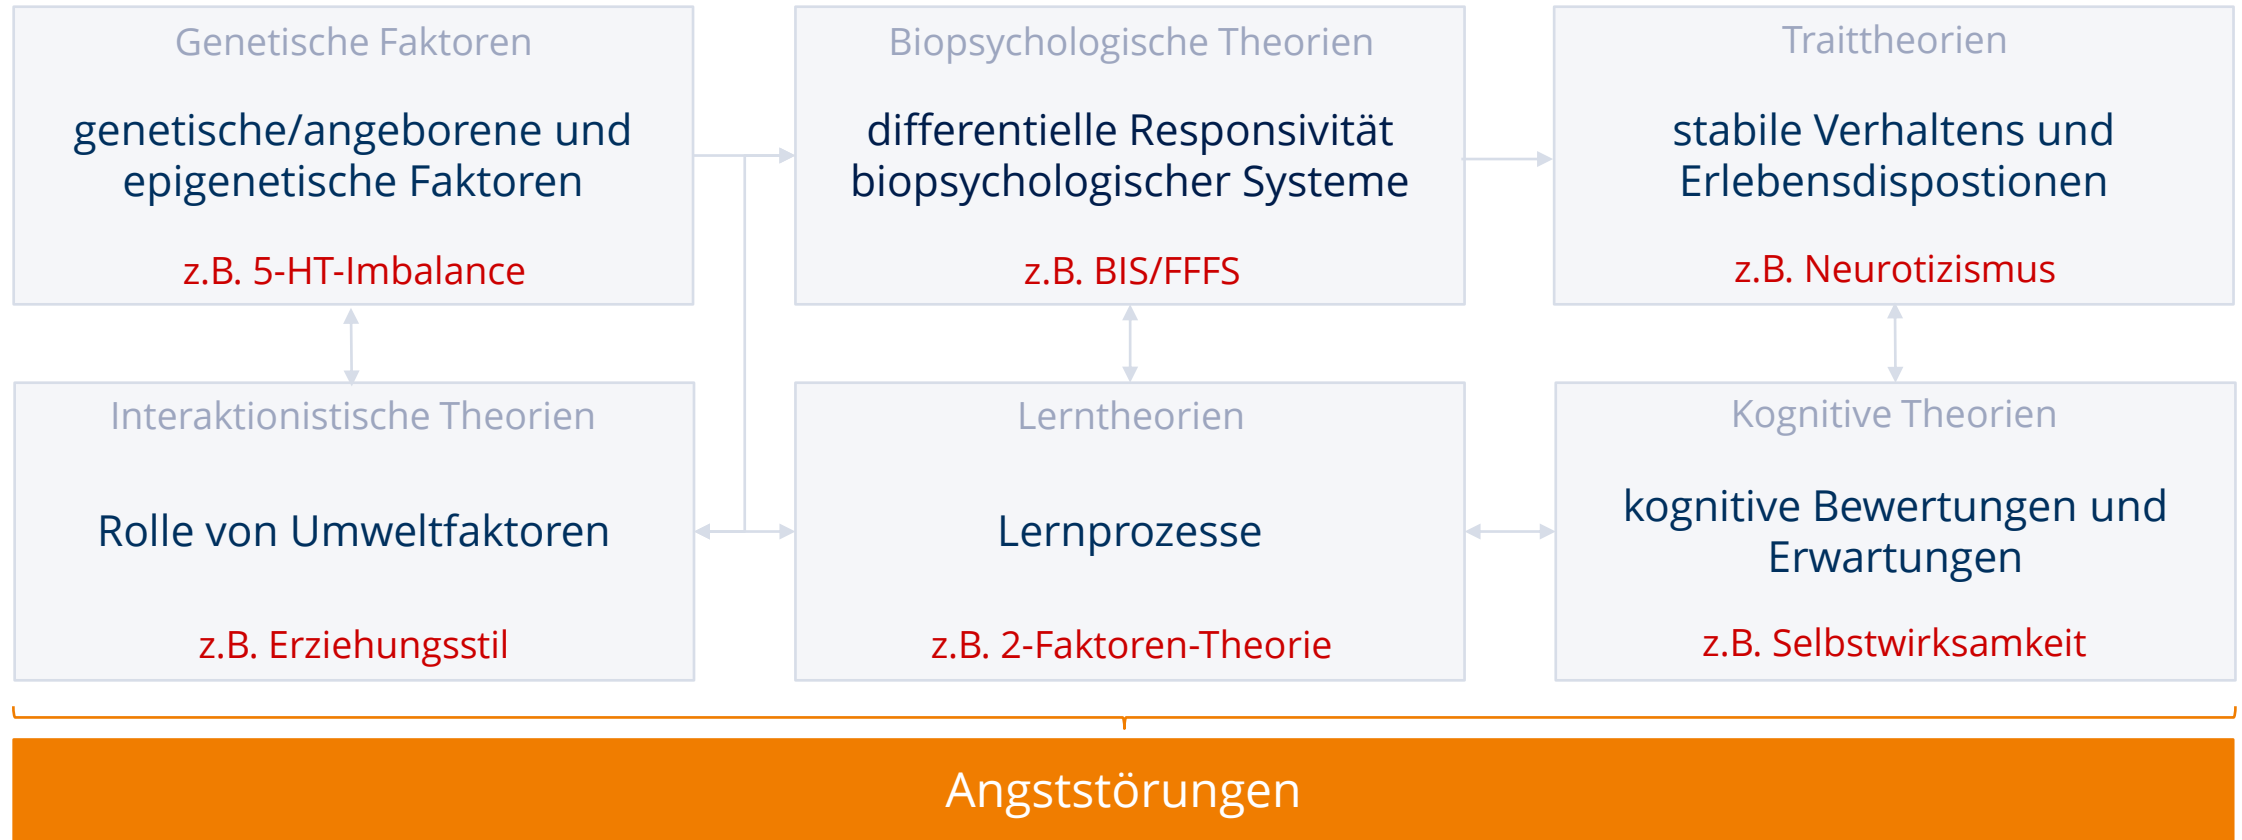 Genetische Faktoren
genetische/angeborene und
epigenetische Faktoren
z.B. 5-HT-Imbalance
Biopsychologische Theorien
differentielle Responsivität
biopsychologischer Systeme
z.B. BIS/FFFS
Traittheorien
stabile Verhaltens und
Erlebensdispostionen
z.B. Neurotizismus
Interaktionistische Theorien
Rolle von Umweltfaktoren
z.B. Erziehungsstil
Lerntheorien
Lernprozesse
z.B. 2-Faktoren-Theorie
Kognitive Theorien
kognitive Bewertungen und
Erwartungen
z.B. Selbstwirksamkeit
Angststörungen